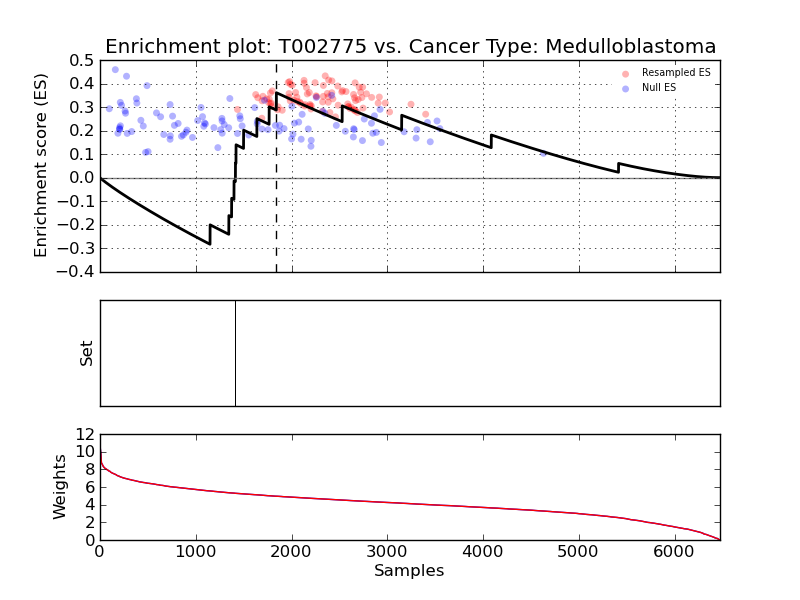 Enrichment plot: T002775 vs. Cancer Type: Medulloblastoma
Enrichment score (ES)
0.5
0.4
0.3
0.2
0.1
0.0
−0.1
−0.2
−0.3
−0.4
Resampled ES
Null ES
Set
Weights
12
10
8
6
4
2
0
0 1000 2000 3000 4000 5000 6000
Samples